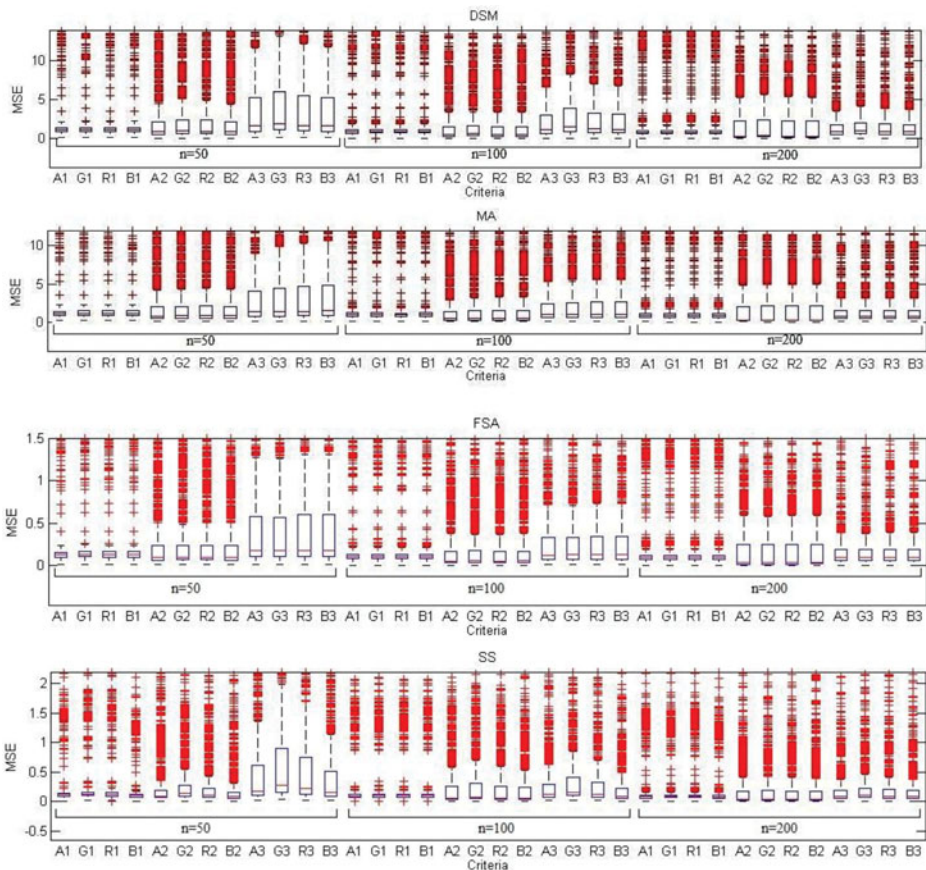 DSM
10
5
0
MSE
n=50 n=100 n=200
A1 G1 R1 B1 A2 G2 R2 B2 A3 G3 R3 B3 A1 G1 R1 B1 A2 G2 R2 B2 A3 G3 R3 B3 A1 G1 R1 B1 A2 G2 R2 B2 A3 G3 R3 B3
Criteria
MA
10
5
0
MSE
n=50 n=100 n=200
A1 G1 R1 B1 A2 G2 R2 B2 A3 G3 R3 B3 A1 G1 R1 B1 A2 G2 R2 B2 A3 G3 R3 B3 A1 G1 R1 B1 A2 G2 R2 B2 A3 G3 R3 B3
Criteria
FSA
1.5
1
0.5
0
MSE
n=50 n=100 n=200
A1 G1 R1 B1 A2 G2 R2 B2 A3 G3 R3 B3 A1 G1 R1 B1 A2 G2 R2 B2 A3 G3 R3 B3 A1 G1 R1 B1 A2 G2 R2 B2 A3 G3 R3 B3
Criteria
SS
2
1.5
1
0.5
0
-0.5
MSE
n=50 n=100 n=200
A1 G1 R1 B1 A2 G2 R2 B2 A3 G3 R3 B3 A1 G1 R1 B1 A2 G2 R2 B2 A3 G3 R3 B3 A1 G1 R1 B1 A2 G2 R2 B2 A3 G3 R3 B3
Criteria